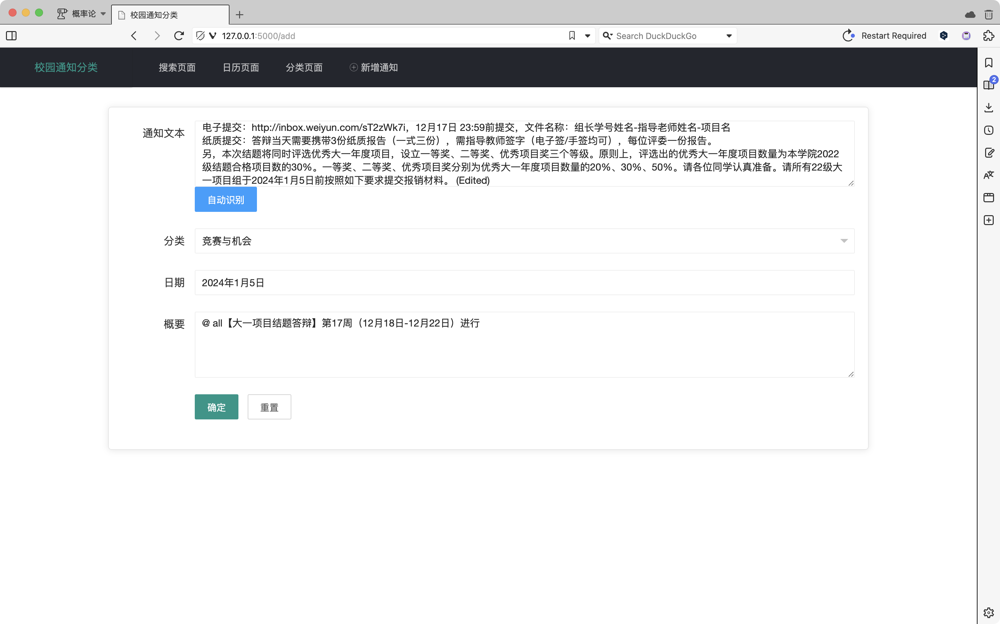 概率论
校园通知分类
127.0.0.1:5000/add
Search DuckDuckGo
Restart Required
校园通知分类
搜索页面
日历页面
分类页面
新增通知
2
通知文本
电子提交：http://inbox.weiyun.com/sT2zWk7i，12月17日 23:59前提交，文件名称：组长学号姓名-指导老师姓名-项目名
纸质提交：答辩当天需要携带3份纸质报告（一式三份），需指导教师签字（电子签/手签均可），每位评委一份报告。
另，本次结题将同时评选优秀大一年度项目，设立一等奖、二等奖、优秀项目奖三个等级。原则上，评选出的优秀大一年度项目数量为本学院2022
级结题合格项目数的30%。一等奖、二等奖、优秀项目奖分别为优秀大一年度项目数量的20%、30%、50%。请各位同学认真准备。请所有22级大
一项目组于2024年1月5日前按照如下要求提交报销材料。 (Edited)
自动识别
分类
竞赛与机会
日期
2024年1月5日
概要
@ all【大一项目结题答辩】第17周（12月18日-12月22日）进行
确定
重置